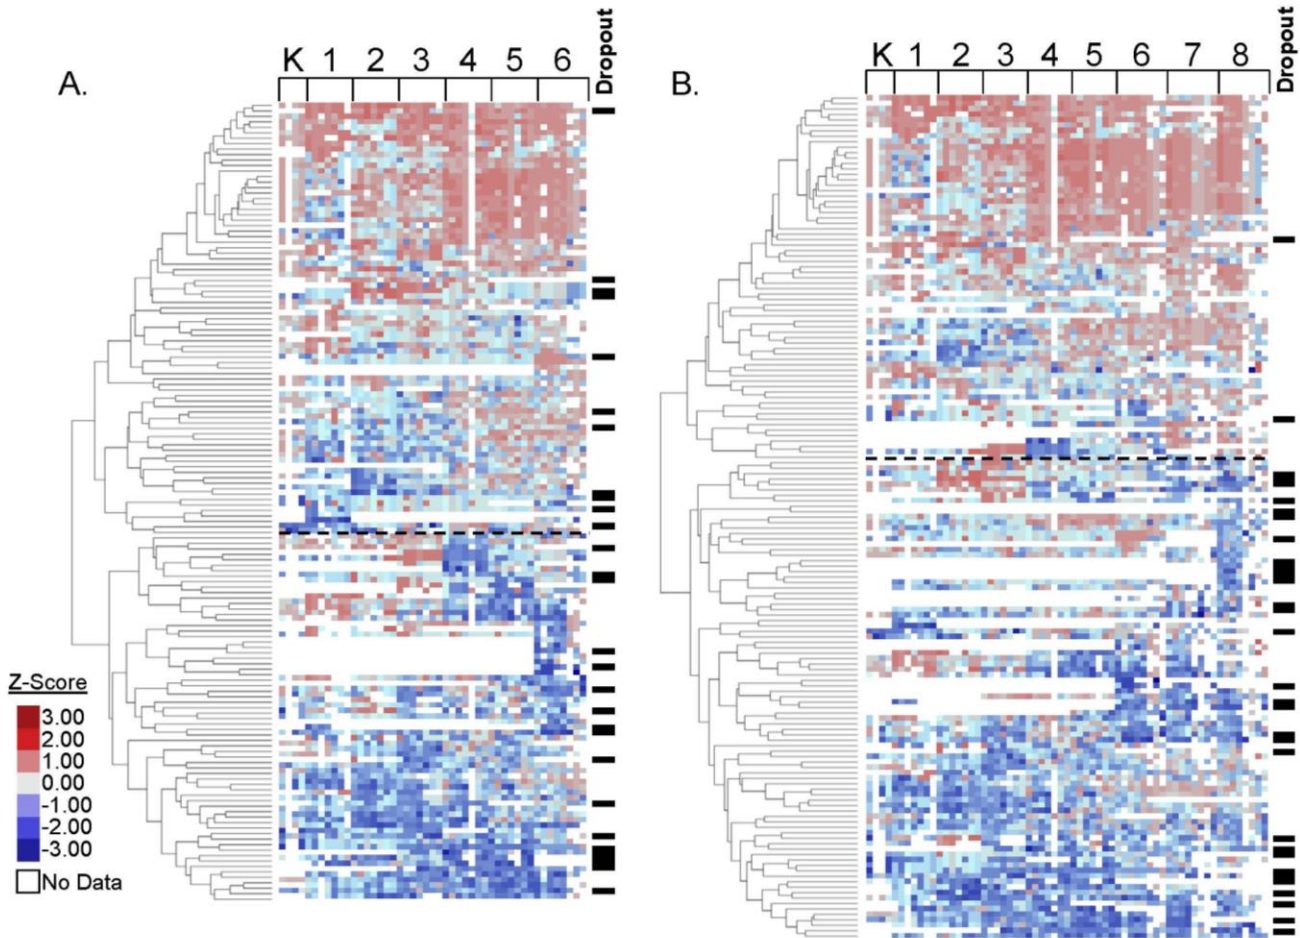 A.
K 1 2 3 4 5 6
Dropout
B.
K 1 2 3 4 5 6 7 8
Dropout
Z-Score
3.00
2.00
1.00
0.00
-1.00
-2.00
-3.00
No Data